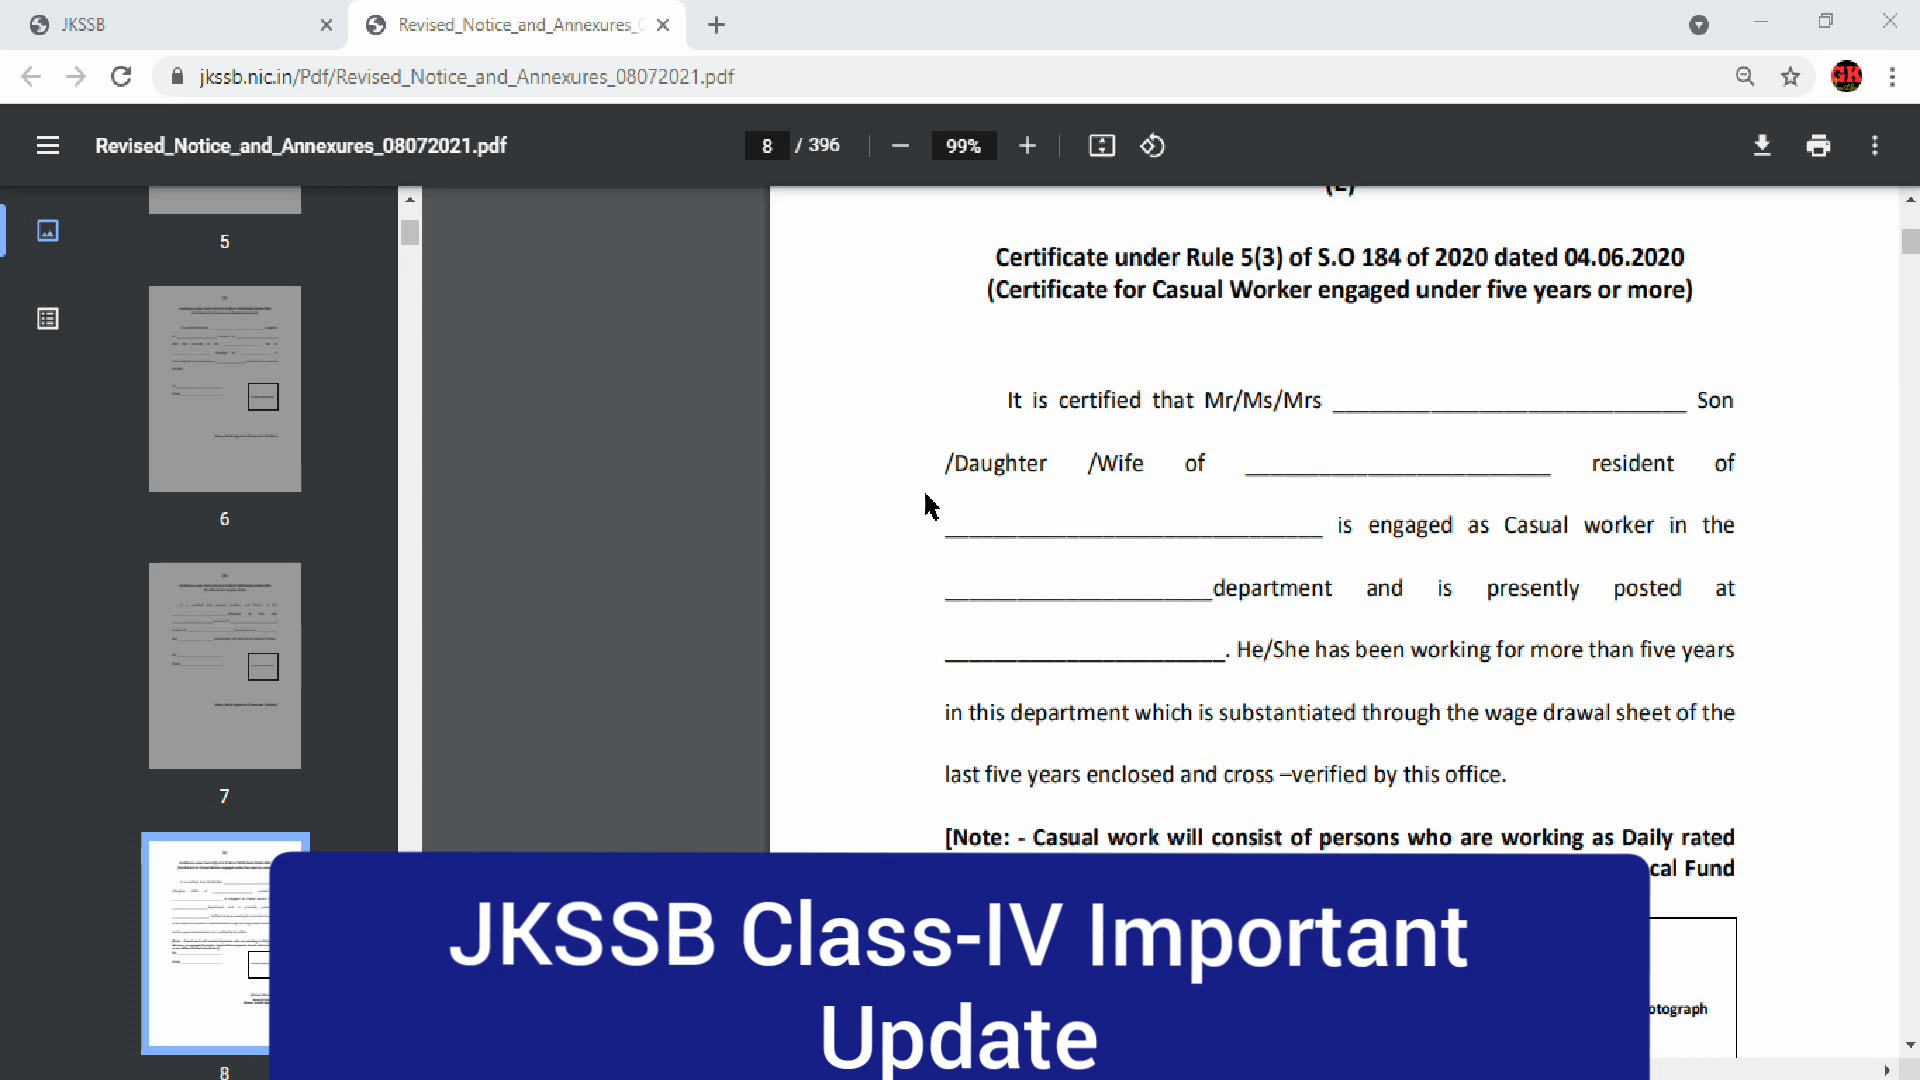 JKSSB
Revised_Notice_and_Annexures_
jkssb.nic.in/Pdf/Revised_Notice_and_Annexures_08072021.pdf
GK
Revised_Notice_and_Annexures_08072021.pdf
8 / 396
99%
5
6
7
8
Certificate under Rule 5(3) of S.O 184 of 2020 dated 04.06.2020
(Certificate for Casual Worker engaged under five years or more)
It is certified that Mr/Ms/Mrs ____________________________ Son
/Daughter /Wife of ________________________ resident of
______________________________ is engaged as Casual worker in the
_____________________department and is presently posted at
______________________. He/She has been working for more than five years
in this department which is substantiated through the wage drawal sheet of the
last five years enclosed and cross –verified by this office.
[Note: - Casual work will consist of persons who are working as Daily rated
cal Fund
otograph
JKSSB Class-IV Important
Update